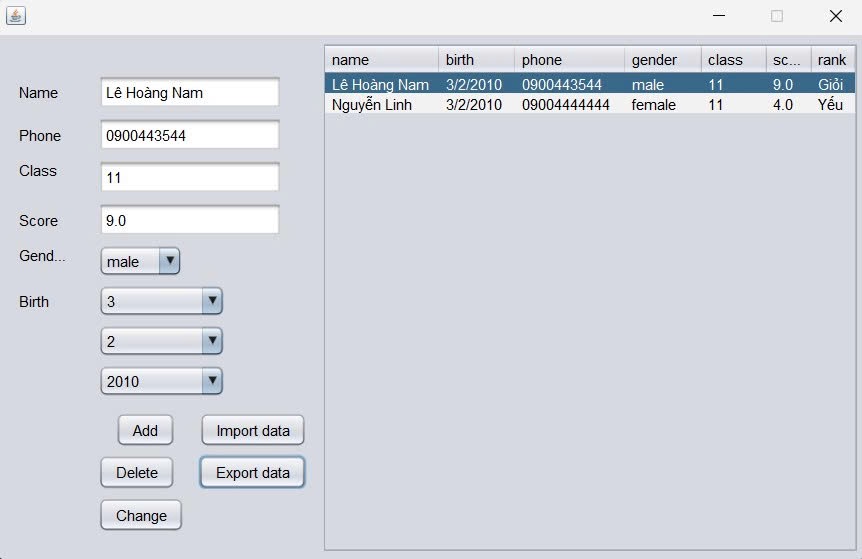 Name
Lê Hoàng Nam
Phone
0900443544
Class
11
Score
9.0
Gend...
male
Birth
3
2
2010
Add
Import data
Delete
Export data
Change
name birth phone gender class sc... rank
Lê Hoàng Nam 3/2/2010 0900443544 male 11 9.0 Giỏi
Nguyễn Linh 3/2/2010 09004444444 female 11 4.0 Yếu